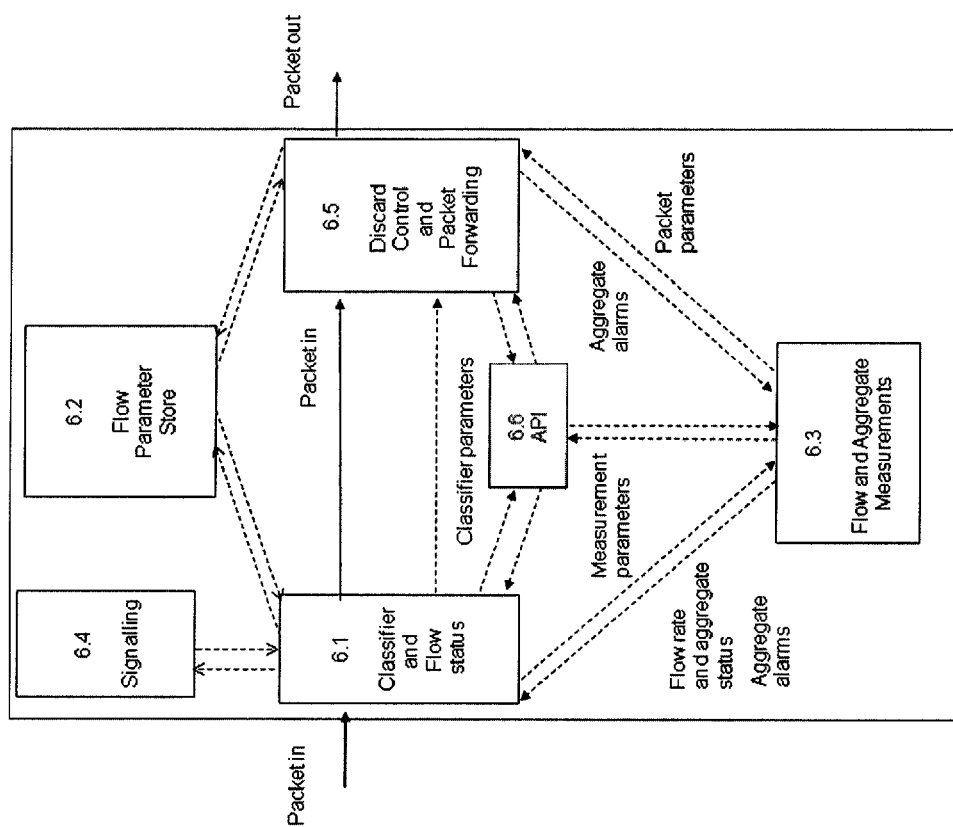 Packet in
6.4
Signalling
6.2
Flow
Parameter
Store
6.1
Classifier
and
Flow
status
Packet in
6.5
Discard
Control
and
Packet
Forwarding
Packet out
Classifier parameters
6.6
API
Measurement
parameters
Aggregate
alarms
Packet
parameters
Flow rate
and aggregate
status
Aggregate
alarms
6.3
Flow and Aggregate
Measurements